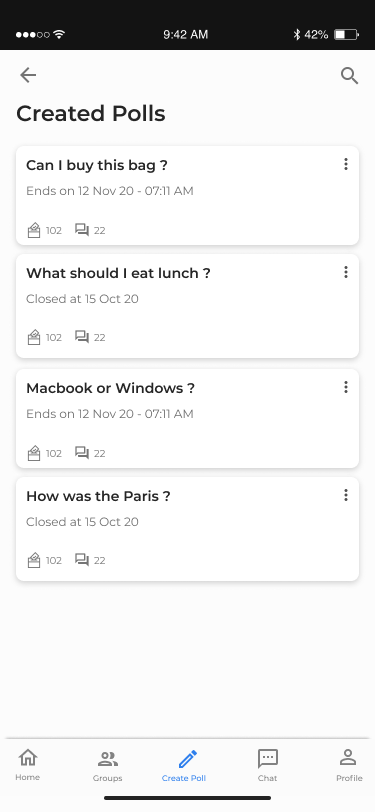 9:42 AM
42%
Created Polls
Can I buy this bag ?
Ends on 12 Nov 20 - 07:11 AM
102 22
What should I eat lunch ?
Closed at 15 Oct 20
102 22
Macbook or Windows ?
Ends on 12 Nov 20 - 07:11 AM
102 22
How was the Paris ?
Closed at 15 Oct 20
102 22
Home Groups Create Poll Chat Profile